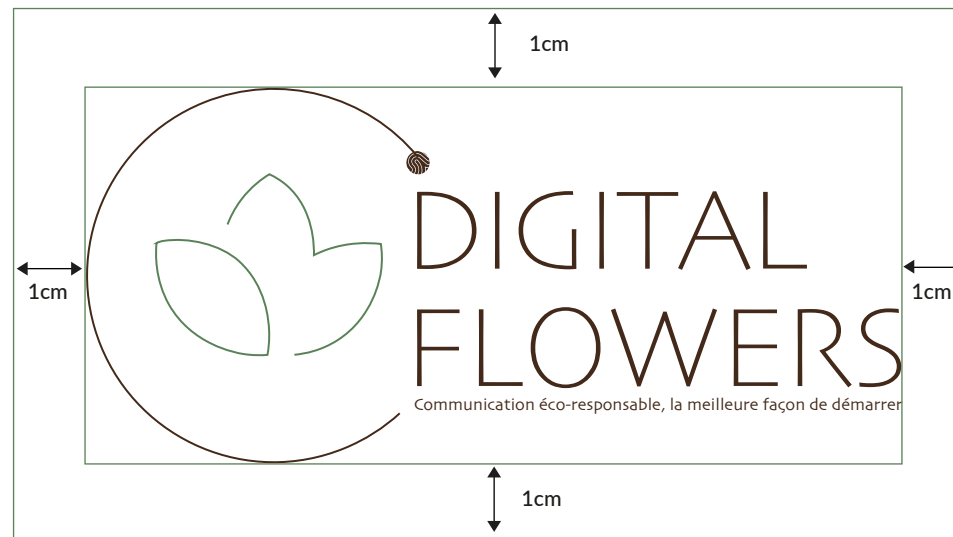 1cm
DIGITAL
1cm
1cm
FLOWERS
Communication éco-responsable, la meilleure façon de démarrer
1cm